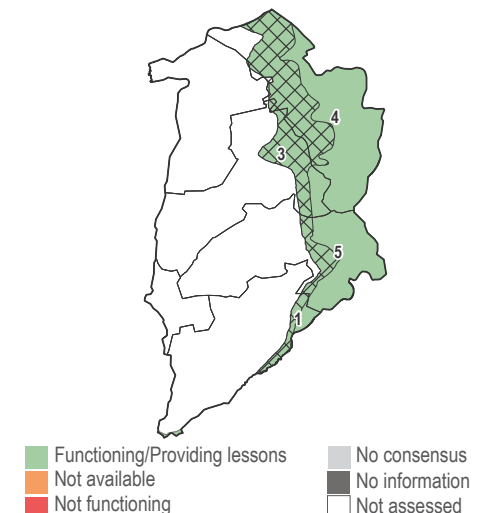 4
3
5
1
Functioning/Providing lessons
Not available
Not functioning
No consensus
No information
Not assessed